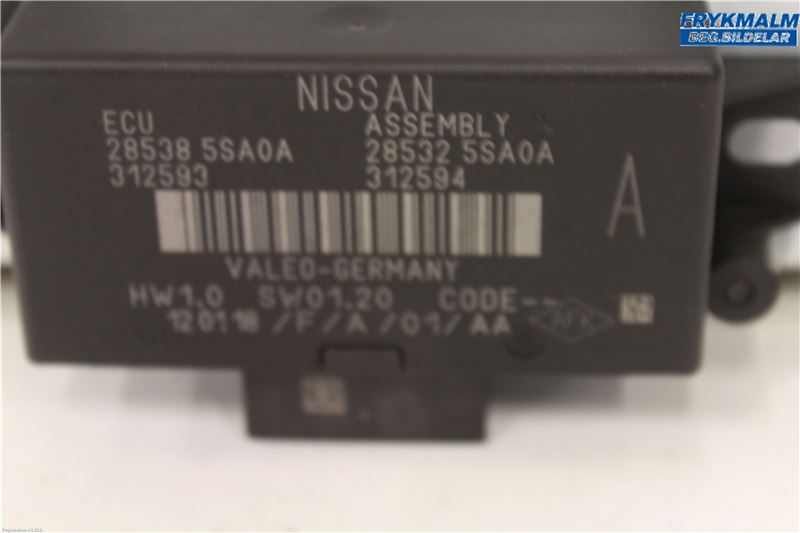 FRYKMALM
BEG.BILDELAR
NISSAN
ECU ASSEMBLY
28538 5SA0A 28532 5SA0A
312593 312594
A
VALEO-GERMANY
HW1.0 SW01.20 CODE--
120118/F/A/01/AA AFK